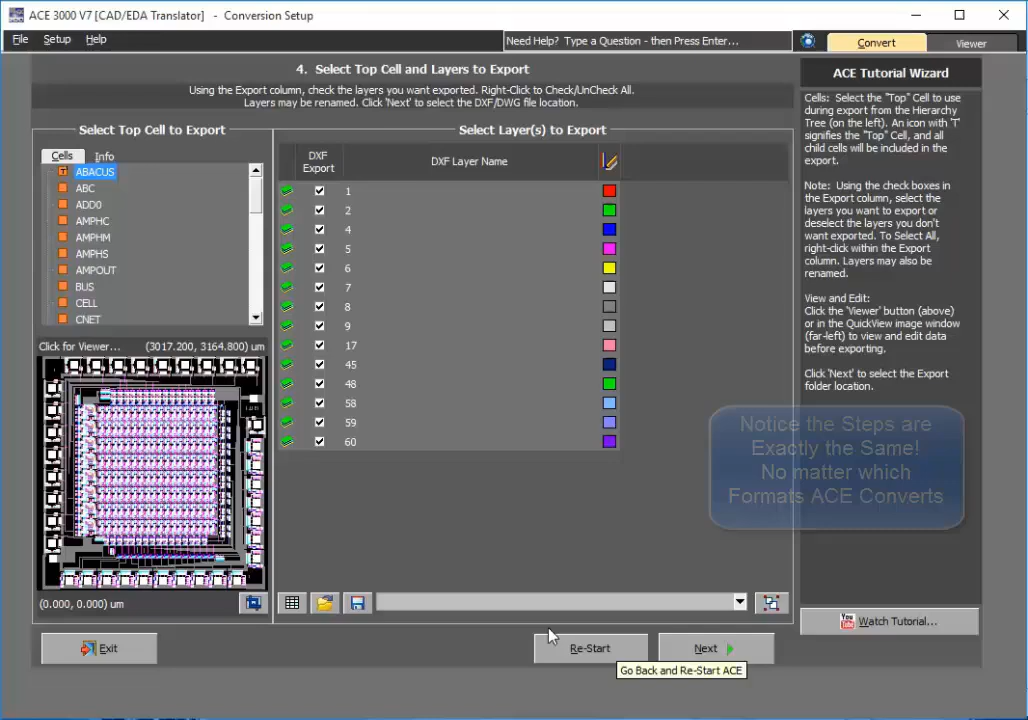 ACE 3000 V7 [CAD/EDA Translator]  -  Conversion Setup
File  Setup  Help
Need Help?  Type a Question - then Press Enter...
Convert
Viewer
4.  Select Top Cell and Layers to Export
Using the Export column, check the layers you want exported. Right-Click to Check/UnCheck All.
Layers may be renamed. Click 'Next' to select the DXF/DWG file location.
Select Top Cell to Export
Cells  Info
T ABACUS
ABC
ADD0
AMPHC
AMPHM
AMPHS
AMPOUT
BUS
CELL
CNET
Click for Viewer...  (3017.200, 3164.800) um
(0.000, 0.000) um
Select Layer(s) to Export
DXF
Export
DXF Layer Name
1
2
4
5
6
7
8
9
17
45
48
58
59
60
Exit
Re-Start
Next
Go Back and Re-Start ACE
ACE Tutorial Wizard
Cells:  Select the "Top" Cell to use
during export from the Hierarchy
Tree (on the left). An icon with 'T'
signifies the "Top" Cell, and all
child cells will be included in the
export.
Note:  Using the check boxes in
the Export column, select the
layers you want to export or
deselect the layers you don't
want exported. To Select All,
right-click within the Export
column. Layers may also be
renamed.
View and Edit:
Click the 'Viewer' button (above)
or in the QuickView image window
(far-left) to view and edit data
before exporting.
Click 'Next' to select the Export
folder location.
Notice the Steps are
Exactly the Same!
No matter which
Formats ACE Converts
You
Tube
Watch Tutorial...